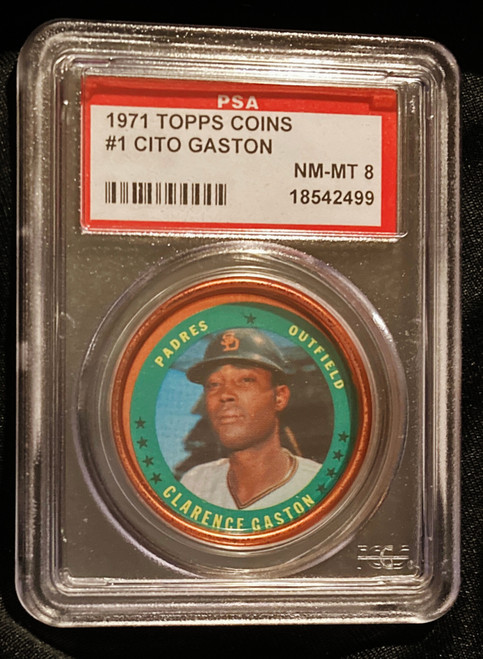 PSA
1971 TOPPS COINS
#1 CITO GASTON
NM-MT 8
18542499
PADRES
OUTFIELD
SD
CLARENCE GASTON